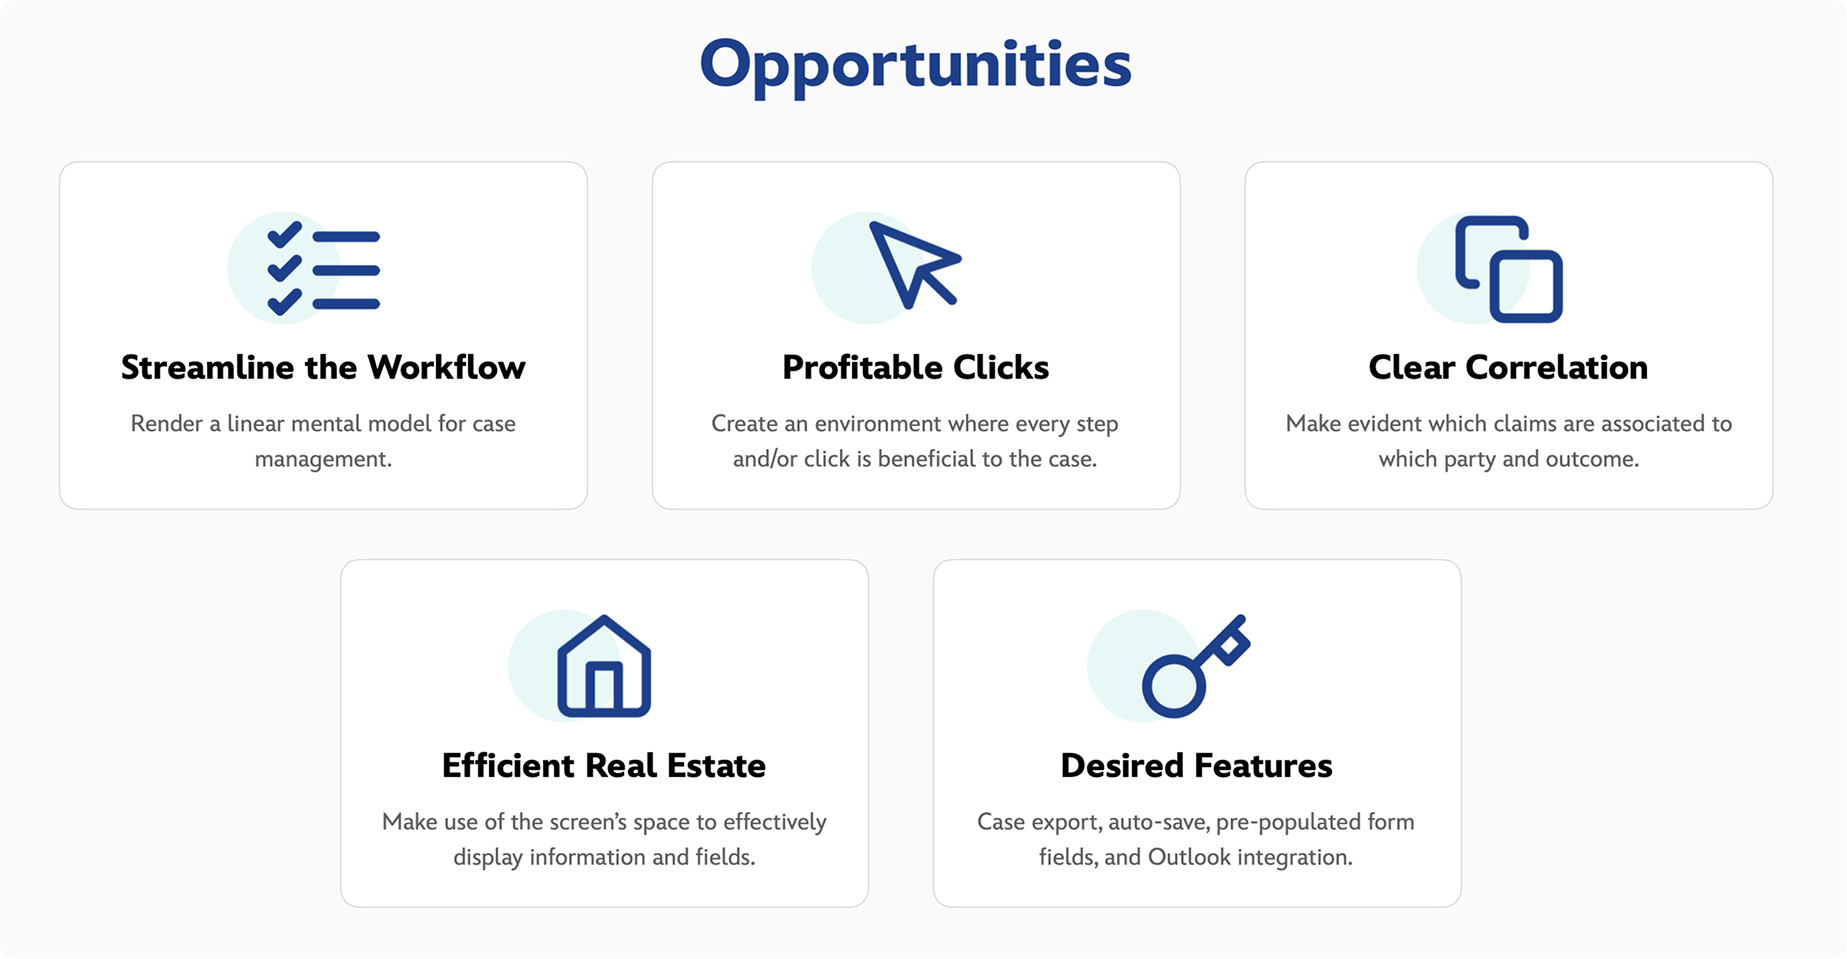 Opportunities
Streamline the Workflow
Render a linear mental model for case
management.
Profitable Clicks
Create an environment where every step
and/or click is beneficial to the case.
Clear Correlation
Make evident which claims are associated to
which party and outcome.
Efficient Real Estate
Make use of the screen’s space to effectively
display information and fields.
Desired Features
Case export, auto-save, pre-populated form
fields, and Outlook integration.